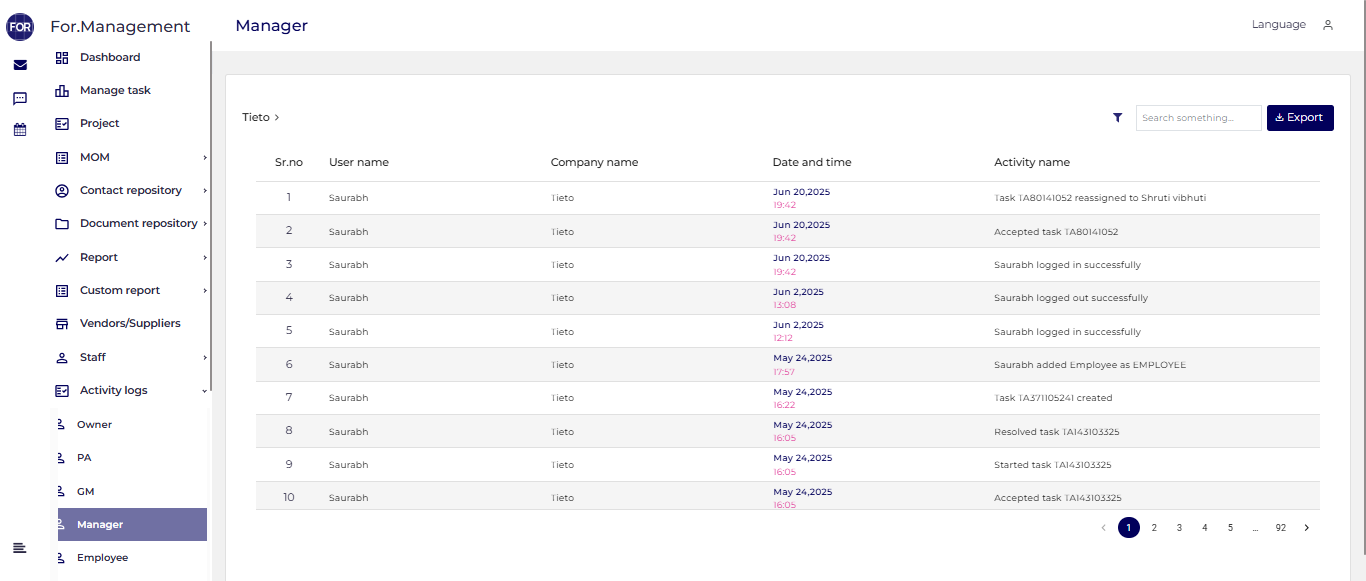 FOR
For.Management
Manager
Language
Dashboard
Manage task
Project
MOM
Contact repository
Document repository
Report
Custom report
Vendors/Suppliers
Staff
Activity logs
Owner
PA
GM
Manager
Employee
Tieto >
Search something...
Export
Sr.no User name Company name Date and time Activity name
1 Saurabh Tieto Jun 20,2025 Task TA80141052 reassigned to Shruti vibhuti
19:42
2 Saurabh Tieto Jun 20,2025 Accepted task TA80141052
19:42
3 Saurabh Tieto Jun 20,2025 Saurabh logged in successfully
19:42
4 Saurabh Tieto Jun 2,2025 Saurabh logged out successfully
13:08
5 Saurabh Tieto Jun 2,2025 Saurabh logged in successfully
12:12
6 Saurabh Tieto May 24,2025 Saurabh added Employee as EMPLOYEE
17:57
7 Saurabh Tieto May 24,2025 Task TA371105241 created
16:22
8 Saurabh Tieto May 24,2025 Resolved task TA143103325
16:05
9 Saurabh Tieto May 24,2025 Started task TA143103325
16:05
10 Saurabh Tieto May 24,2025 Accepted task TA143103325
16:05
< 1 2 3 4 5 ... 92 >